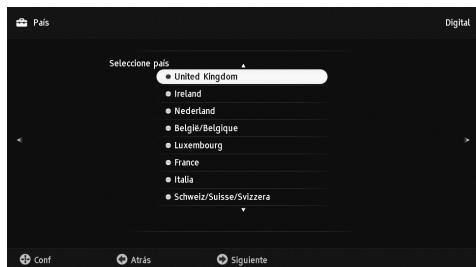 País
Digital
Seleccione país
United Kingdom
Ireland
Nederland
België/Belgique
Luxembourg
France
Italia
Schweiz/Suisse/Svizzera
Conf
Atrás
Siguiente